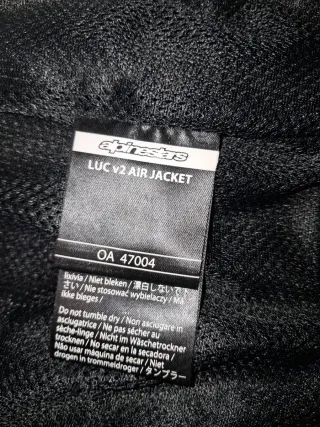 alpinestars
LUC v2 AIR JACKET
OA 47004
lixivia / Niet bleken / 漂白しないで下
さい / Nie stosować wybielaczy / Må
ikke bleges /
Do not tumble dry / Non asciugare in
asciugatrice / Ne pas sécher au
sèche-linge / Nicht im Wäschetrockner
trocknen / No secar en la secadora /
Não usar máquina de secar / Niet
drogen in trommeldroger / タンブラー